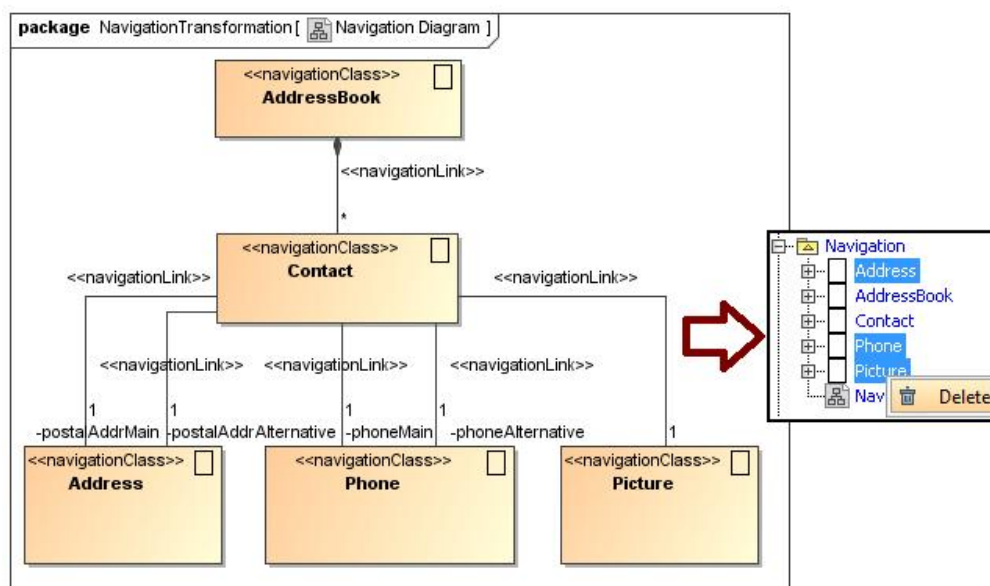 package NavigationTransformation [ Navigation Diagram ]
<<navigationClass>>
AddressBook
<<navigationLink>>
*
<<navigationClass>>
Contact
<<navigationLink>>
<<navigationLink>>
<<navigationLink>>
<<navigationLink>>
<<navigationLink>>
1
1
1
1
-postalAddrMain
-postalAddrAlternative
-phoneMain
-phoneAlternative
1
<<navigationClass>>
Address
<<navigationClass>>
Phone
<<navigationClass>>
Picture
Navigation
Address
AddressBook
Contact
Phone
Picture
Nav
Delete